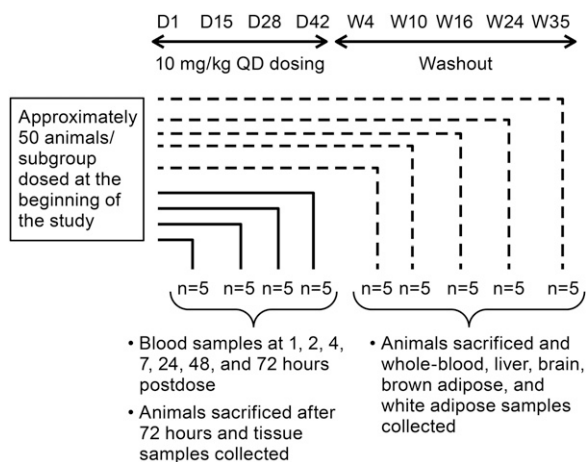 D1 D15 D28 D42 W4 W10 W16 W24 W35
10 mg/kg QD dosing Washout
Approximately
50 animals/
subgroup
dosed at the
beginning of
the study
n=5 n=5 n=5 n=5 n=5 n=5 n=5 n=5 n=5
• Blood samples at 1, 2, 4,
7, 24, 48, and 72 hours
postdose
• Animals sacrificed after
72 hours and tissue
samples collected
• Animals sacrificed and
whole-blood, liver, brain,
brown adipose, and
white adipose samples
collected